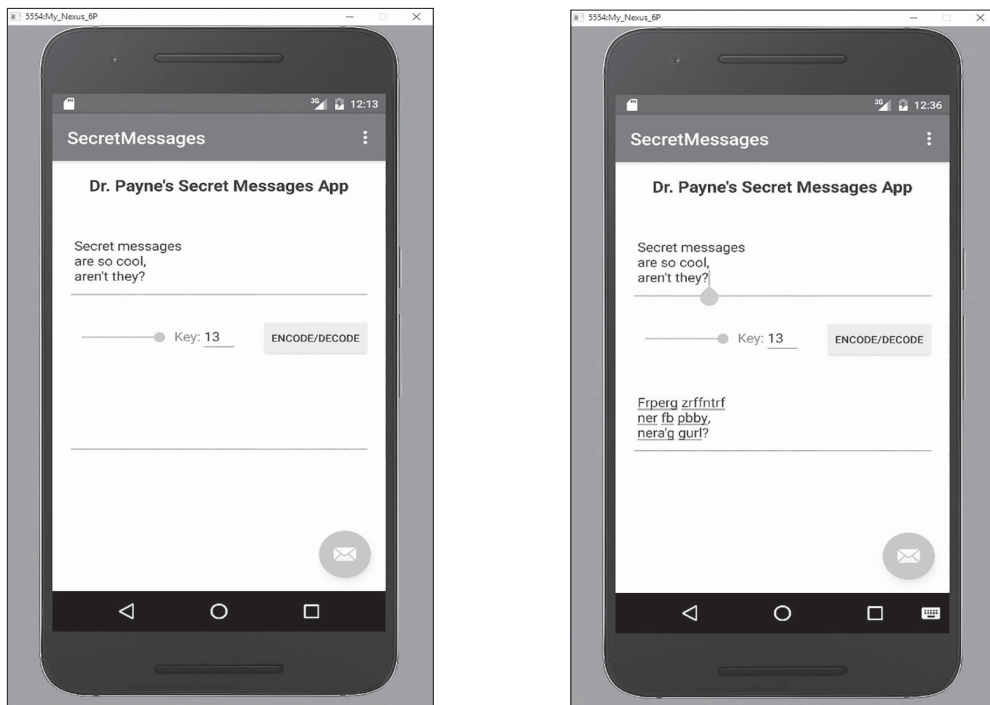 5554:My_Nexus_6P
3G 12:13
SecretMessages
Dr. Payne's Secret Messages App
Secret messages
are so cool,
aren't they?
Key: 13 ENCODE/DECODE
5554:My_Nexus_6P
3G 12:36
SecretMessages
Dr. Payne's Secret Messages App
Secret messages
are so cool,
aren't they?
Key: 13 ENCODE/DECODE
Frperg zrffntrf
ner fb pbby,
nera'g gurl?